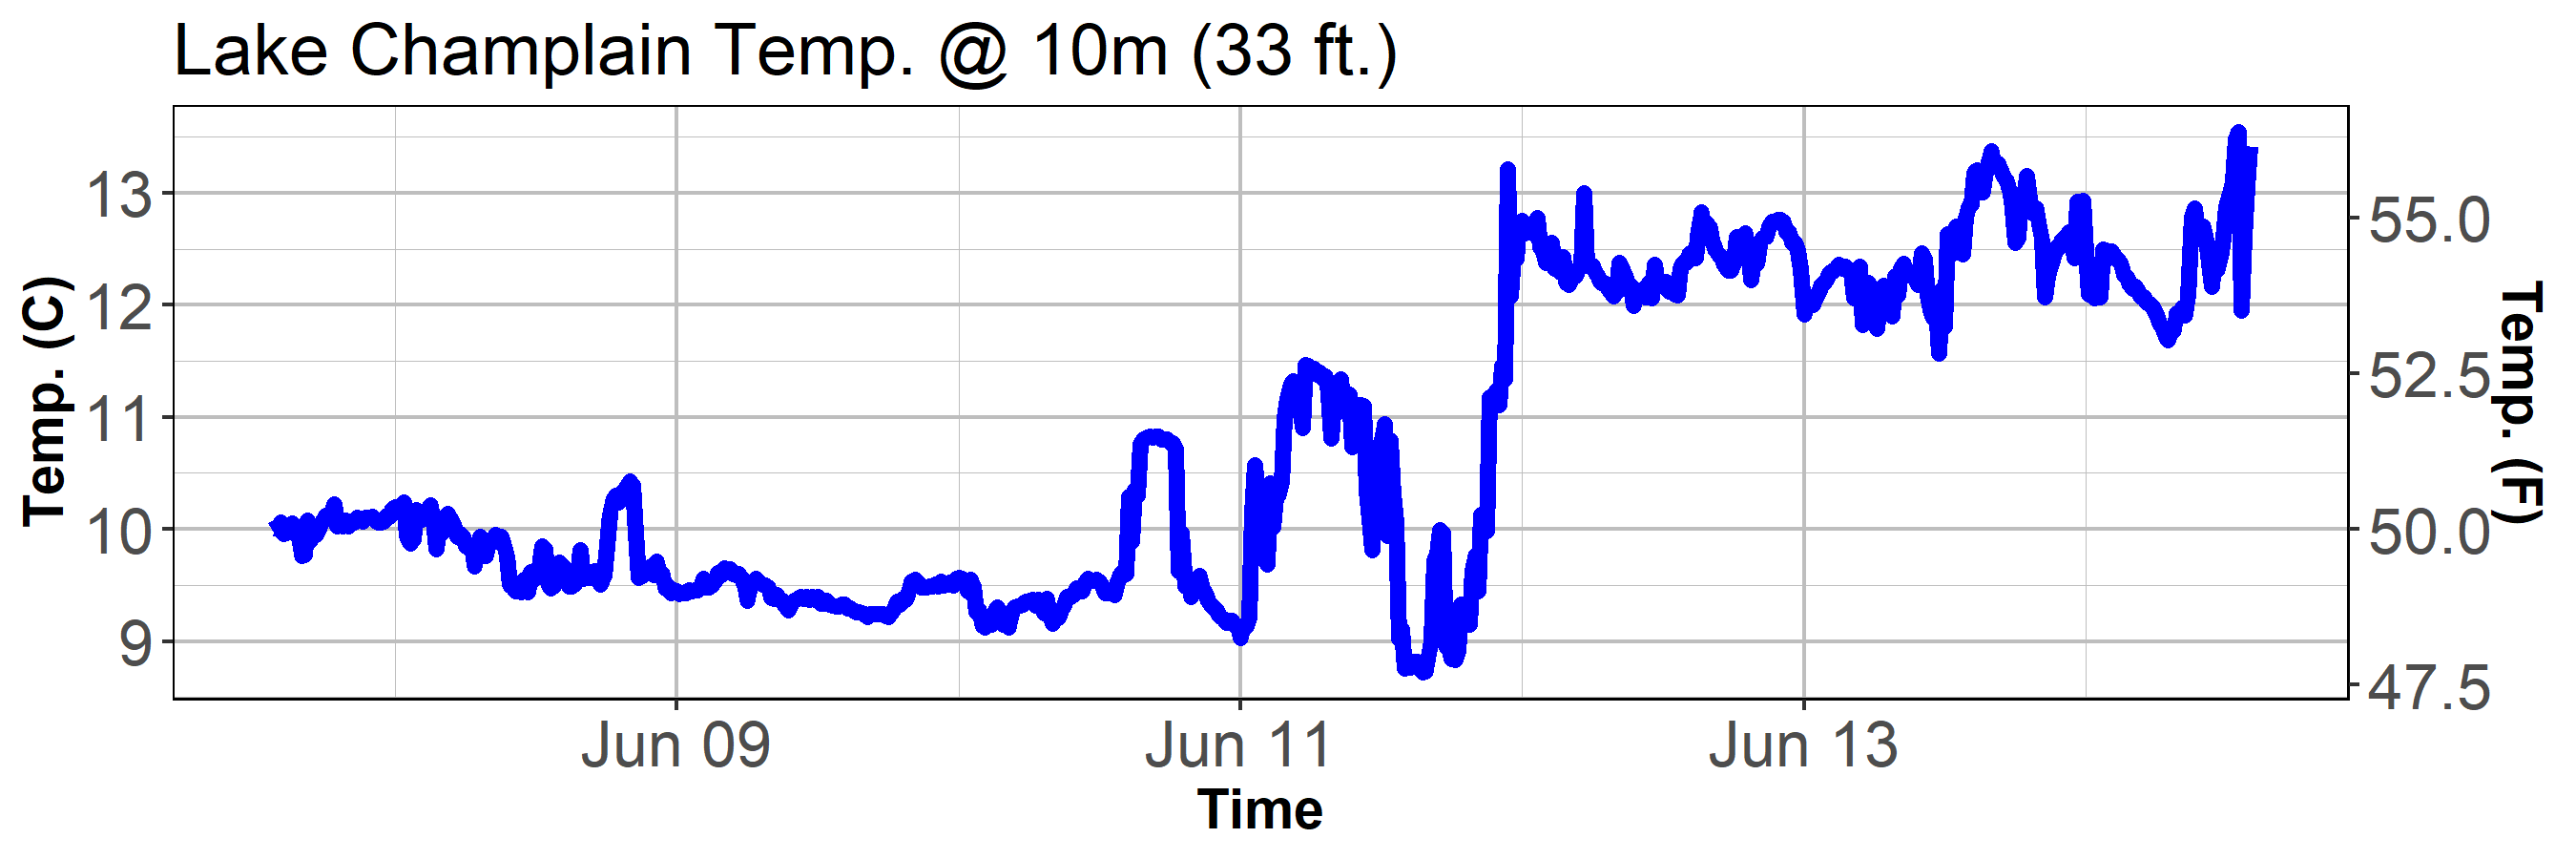 Lake Champlain Temp. @ 10m (33 ft.)
Temp. (C)
13
12
11
10
9
55.0
52.5
50.0
47.5
Temp. (F)
Jun 09
Jun 11
Jun 13
Time